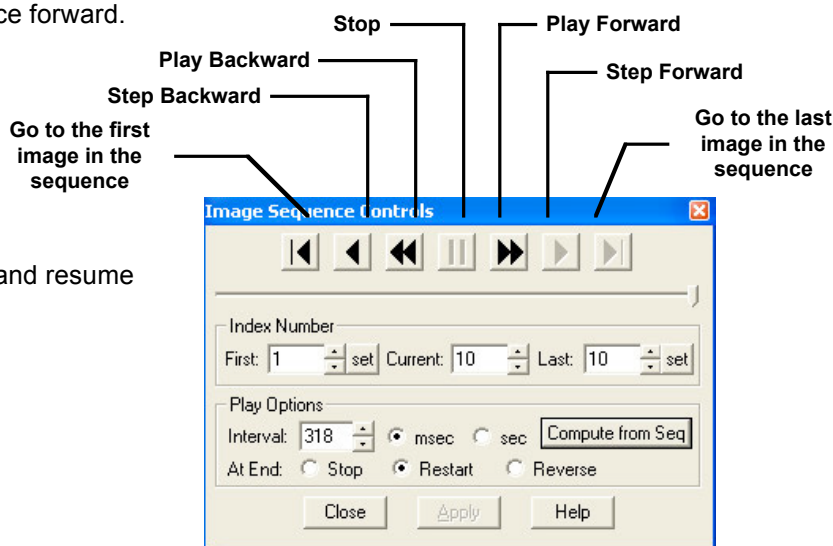 ce forward.
Stop
Play Forward
Play Backward
Step Forward
Step Backward
Go to the first
image in the
sequence
Go to the last
image in the
sequence
Image Sequence Controls
and resume
Index Number
First: 1 set Current: 10 Last: 10 set
Play Options
Interval: 318 msec sec Compute from Seq
At End: Stop Restart Reverse
Close Apply Help